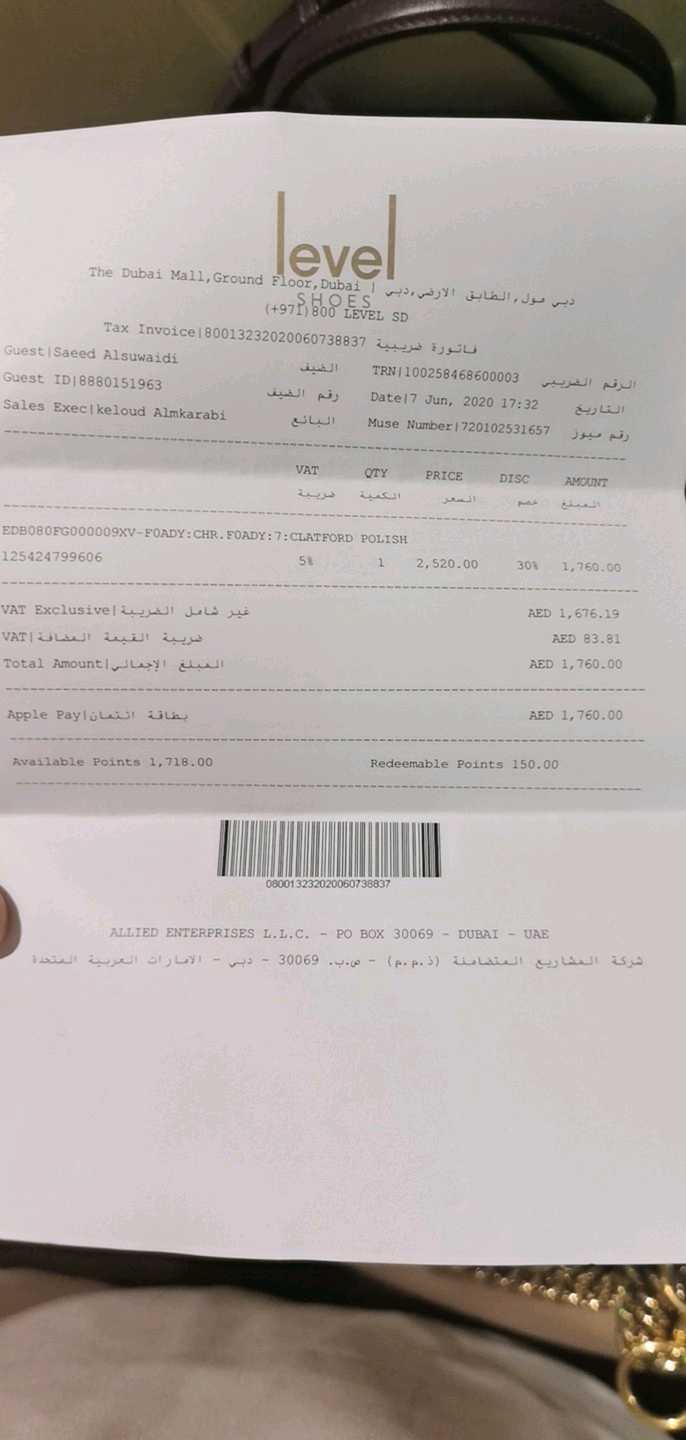 level
The Dubai Mall,Ground Floor,Dubai | دبي مول,الطابق الارضي,دبي
SHOES
(+971)800 LEVEL SD
Tax Invoice|80013232020060738837 فاتورة ضريبية
Guest|Saeed Alsuwaidi الضيف TRN|100258468600003 الرقم الضريبي
Guest ID|8880151963 رقم الضيف Date|7 Jun, 2020 17:32 التاريخ
Sales Exec|keloud Almkarabi البائع Muse Number|720102531657 رقم ميوز
VAT QTY PRICE DISC AMOUNT
ضريبة الكمية السعر خصم المبلغ
EDB080FG000009XV-F0ADY:CHR.F0ADY:7:CLATFORD POLISH
125424799606 5% 1 2,520.00 30% 1,760.00
VAT Exclusive|غير شامل الضريبة AED 1,676.19
VAT|ضريبة القيمة المضافة AED 83.81
Total Amount|المبلغ الإجمالي AED 1,760.00
Apple Pay|بطاقة ائتمان AED 1,760.00
Available Points 1,718.00 Redeemable Points 150.00
080013232020060738837
ALLIED ENTERPRISES L.L.C. - PO BOX 30069 - DUBAI - UAE
شركة المشاريع المتضامنة (ذ.م.م) - ص.ب. 30069 - دبي - الامارات العربية المتحدة